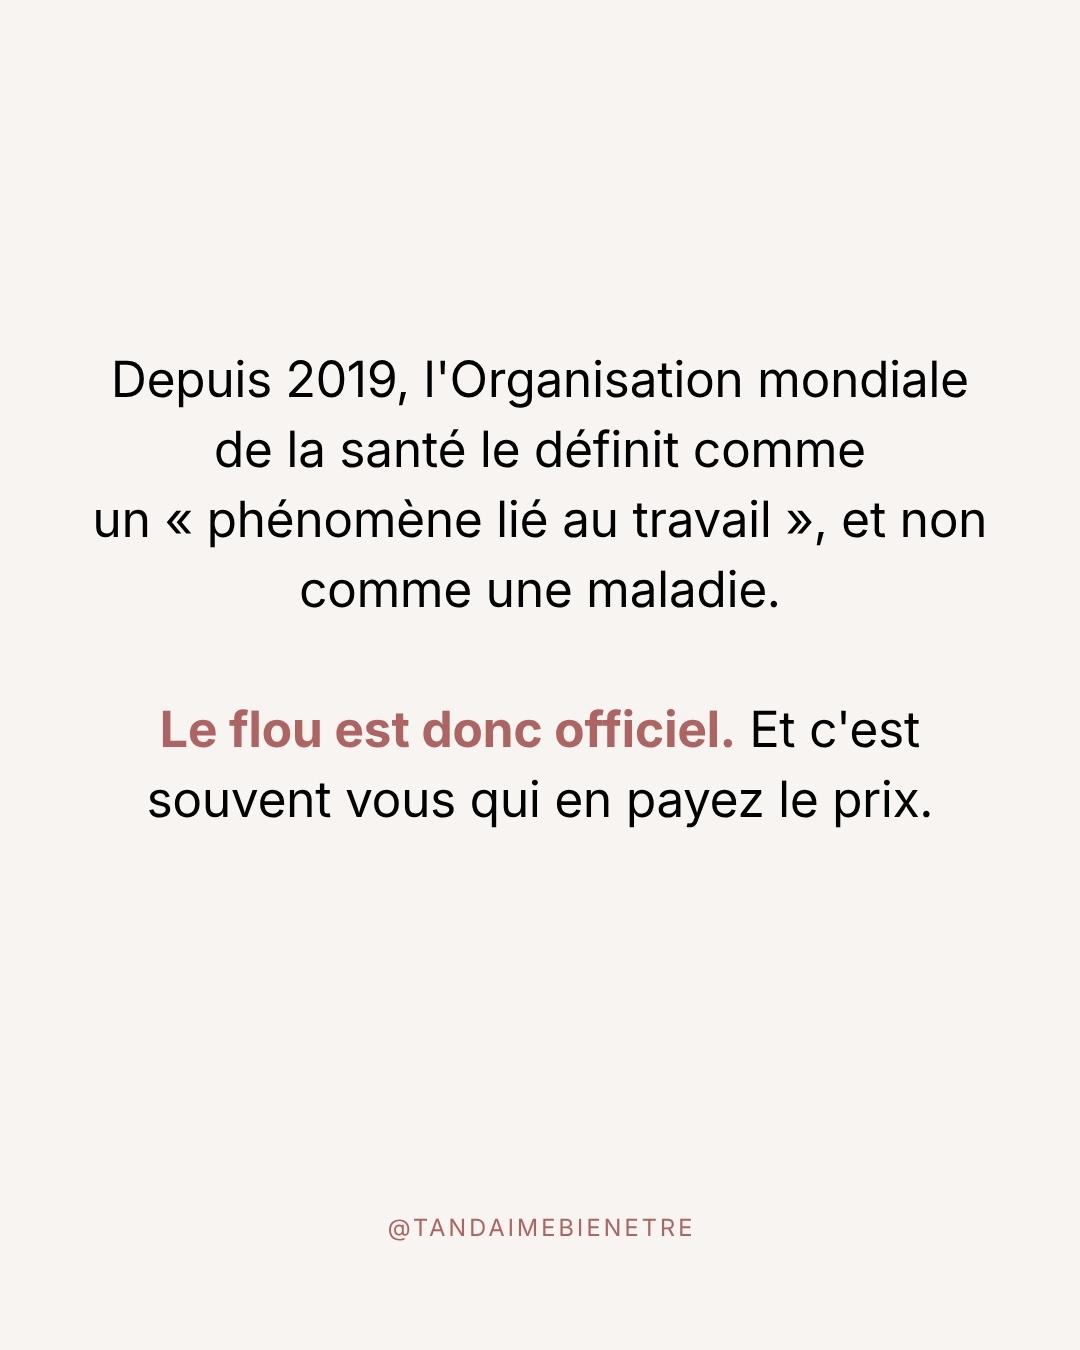 Depuis 2019, l'Organisation mondiale
de la santé le définit comme
un « phénomène lié au travail », et non
comme une maladie.
Le flou est donc officiel. Et c'est
souvent vous qui en payez le prix.
@TANDAIMEBIENETRE